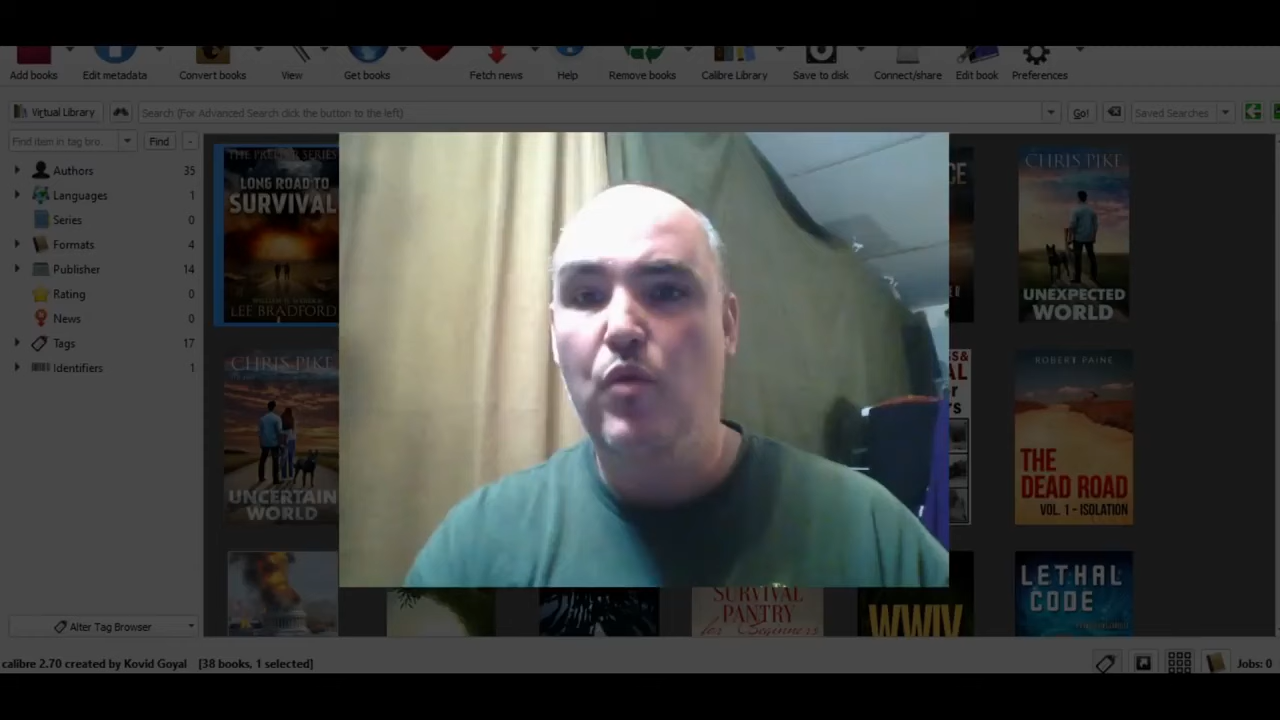 Add books
Edit metadata
Convert books
View
Get books
Fetch news
Help
Remove books
Calibre Library
Save to disk
Connect/share
Edit book
Preferences
Virtual Library
Search (For Advanced Search click the button to the left)
Go!
Saved Searches
Find item in tag bro...
Find
Authors 35
Languages 1
Series 0
Formats 4
Publisher 14
Rating 0
News 0
Tags 17
Identifiers 1
THE PREPPER SERIES
LONG ROAD TO
SURVIVAL
LEE BRADFORD
CE
CHRIS PIKE
UNEXPECTED
WORLD
CHRIS PIKE
UNCERTAIN
WORLD
ROBERT PAINE
THE
DEAD ROAD
VOL. 1 - ISOLATION
SURVIVAL
PANTRY
for Beginners
WWIV
LETHAL
CODE
Alter Tag Browser
calibre 2.70 created by Kovid Goyal [38 books, 1 selected]
Jobs: 0